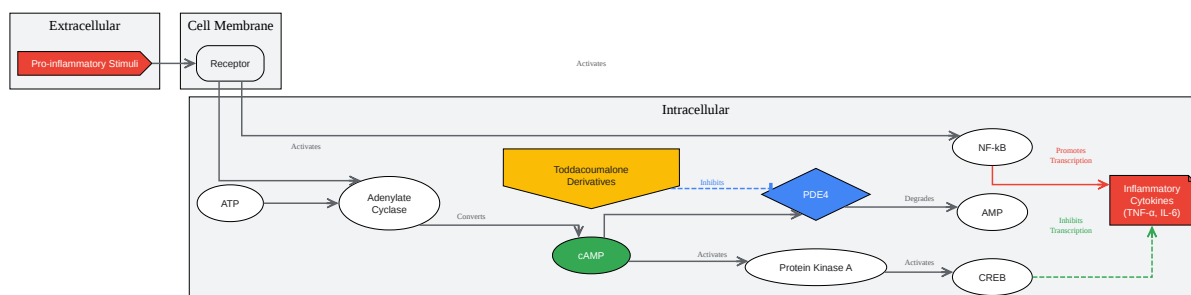 Extracellular
Pro-inflammatory Stimuli
Cell Membrane
Receptor
Activates
Intracellular
Activates
ATP
Adenylate
Cyclase
Converts
Toddacoumalone
Derivatives
Inhibits
PDE4
cAMP
Activates
Protein Kinase A
Degrades
Activates
NF-kB
AMP
CREB
Promotes
Transcription
Inhibits
Transcription
Inflammatory
Cytokines
(TNF-α, IL-6)